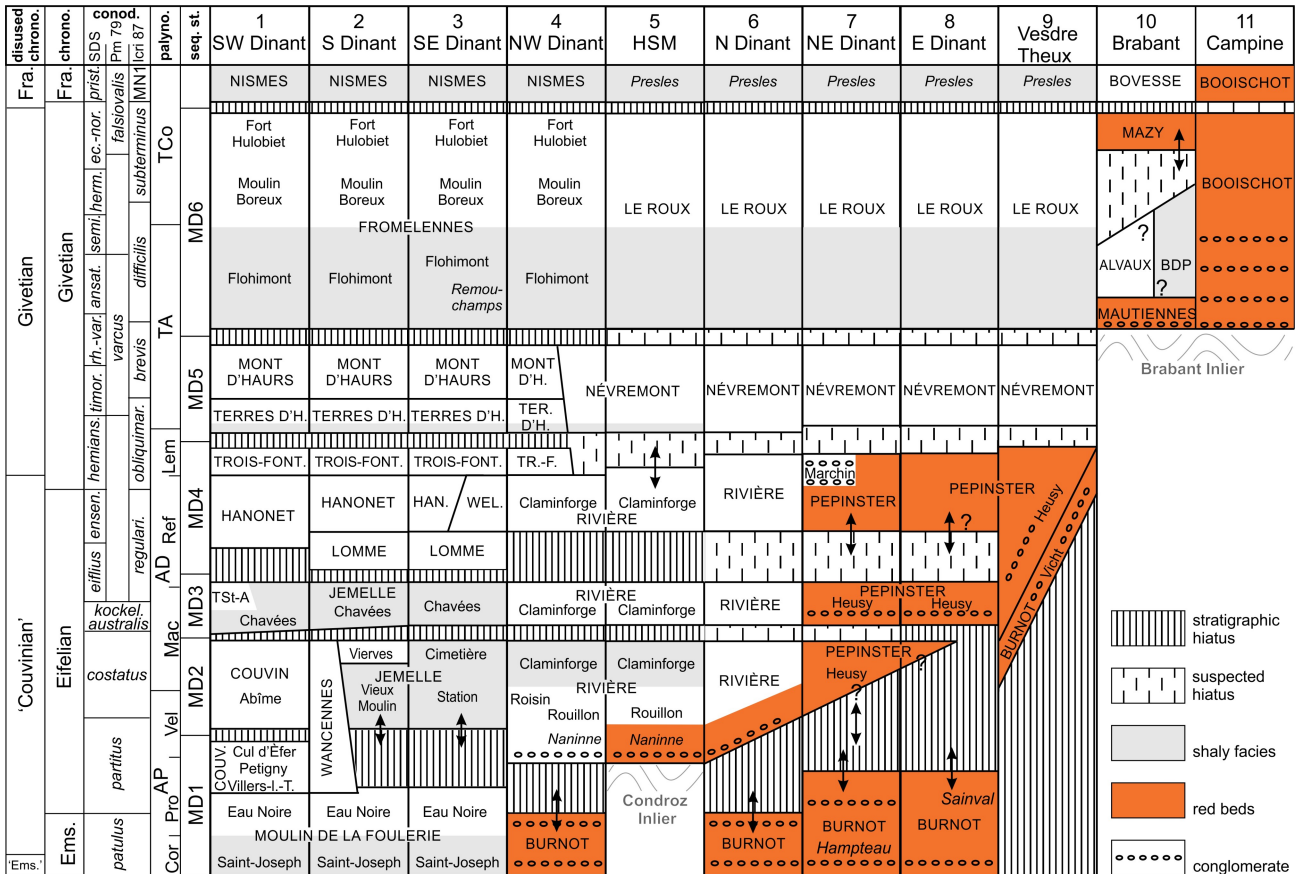 disused chrono.
chrono.
conod.
SDS
Pm 79
Icri 87
palyno.
seq. st.
1 SW Dinant
2 S Dinant
3 SE Dinant
4 NW Dinant
5 HSM
6 N Dinant
7 NE Dinant
8 E Dinant
9 Vesdre Theux
10 Brabant
11 Campine
Fra.
Fra.
prist.
MN1
NISMES
NISMES
NISMES
NISMES
Presles
Presles
Presles
Presles
Presles
BOVESSE
BOOISCHOT
Givetian
Givetian
ec.-nor.
herm.
semi.
ansat.
rh.-var.
timor.
hemians.
falsiovalis
varcus
subterminus
difficilis
brevis
obliquimar.
TCo
TA
Lem
MD6
MD5
Fort Hulobiet
Fort Hulobiet
Fort Hulobiet
Fort Hulobiet
MAZY
Moulin Boreux
Moulin Boreux
Moulin Boreux
Moulin Boreux
LE ROUX
LE ROUX
LE ROUX
LE ROUX
LE ROUX
BOOISCHOT
FROMELENNES
?
Flohimont
Flohimont
Flohimont
Remou-
champs
Flohimont
ALVAUX
BDP
?
MAUTIENNES
Brabant Inlier
MONT D'HAURS
MONT D'HAURS
MONT D'HAURS
MONT D'H.
NÉVREMONT
NÉVREMONT
NÉVREMONT
NÉVREMONT
NÉVREMONT
TERRES D'H.
TERRES D'H.
TERRES D'H.
TER. D'H.
TROIS-FONT.
TROIS-FONT.
TROIS-FONT.
TR.-F.
Marchin
'Couvinian'
Eifelian
ensen.
eiflius
kockel.
australis
costatus
partitus
regulari.
Ref
AD
Mac
Vel
AP
Pro
MD4
MD3
MD2
MD1
HANONET
HANONET
HAN.
WEL.
Claminforge
Claminforge
RIVIÈRE
RIVIÈRE
PEPINSTER
PEPINSTER
?
Heusy
Vicht
BURNOT
LOMME
LOMME
TSt-A
Chavées
JEMELLE
Chavées
Chavées
RIVIÈRE
Claminforge
Claminforge
RIVIÈRE
PEPINSTER
Heusy
Heusy
COUVIN
Abîme
Vierves
Cimetière
JEMELLE
Vieux Moulin
Station
WANCENNES
Claminforge
Claminforge
RIVIÈRE
Roisin
Rouillon
Rouillon
Naninne
Naninne
RIVIÈRE
PEPINSTER
Heusy
?
?
COUV.
Cul d'Èfer
Petigny
Villers-l.-T.
Condroz Inlier
Eau Noire
Eau Noire
Eau Noire
Sainval
MOULIN DE LA FOULERIE
BURNOT
BURNOT
BURNOT
Hampteau
BURNOT
'Ems.'
Ems.
patulus
Cor
Saint-Joseph
Saint-Joseph
Saint-Joseph
stratigraphic hiatus
suspected hiatus
shaly facies
red beds
conglomerate